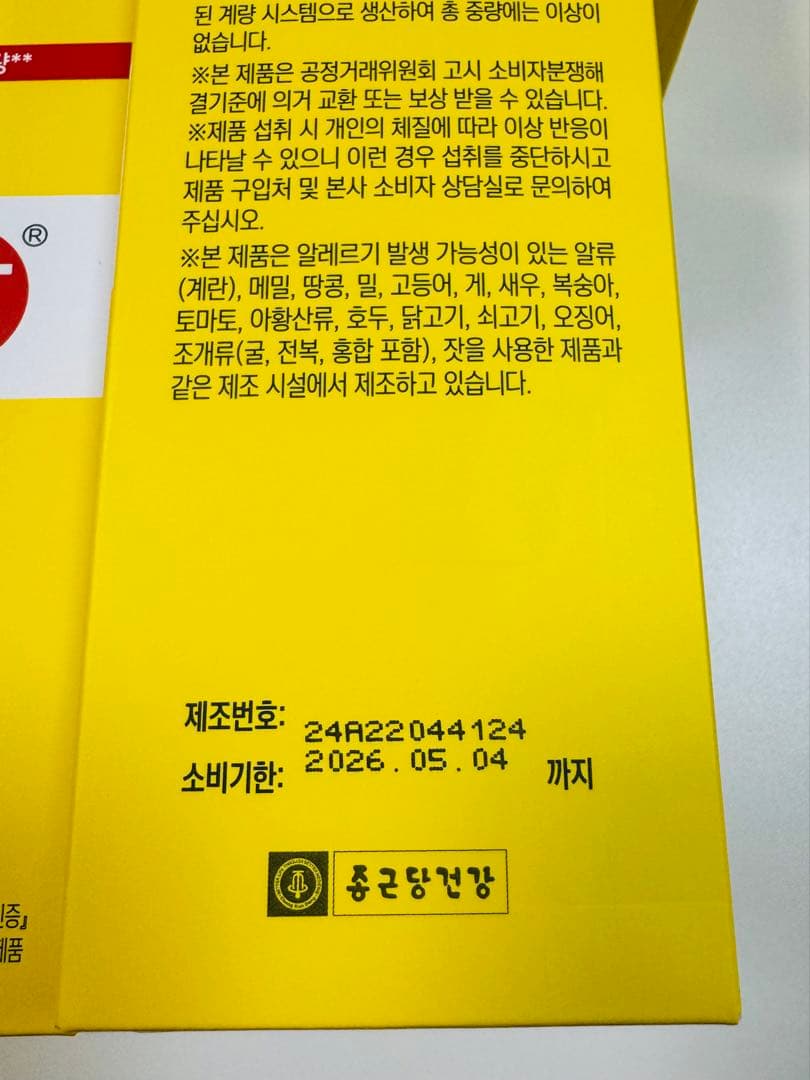 된 계량 시스템으로 생산하여 총 중량에는 이상이
없습니다.
※본 제품은 공정거래위원회 고시 소비자분쟁해
결기준에 의거 교환 또는 보상 받을 수 있습니다.
※제품 섭취 시 개인의 체질에 따라 이상 반응이
나타날 수 있으니 이런 경우 섭취를 중단하시고
제품 구입처 및 본사 소비자 상담실로 문의하여
주십시오.
※본 제품은 알레르기 발생 가능성이 있는 알류
(계란), 메밀, 땅콩, 밀, 고등어, 게, 새우, 복숭아,
토마토, 아황산류, 호두, 닭고기, 쇠고기, 오징어,
조개류(굴, 전복, 홍합 포함), 잣을 사용한 제품과
같은 제조 시설에서 제조하고 있습니다.
제조번호: 24A22044124
소비기한: 2026.05.04 까지
종근당건강
®